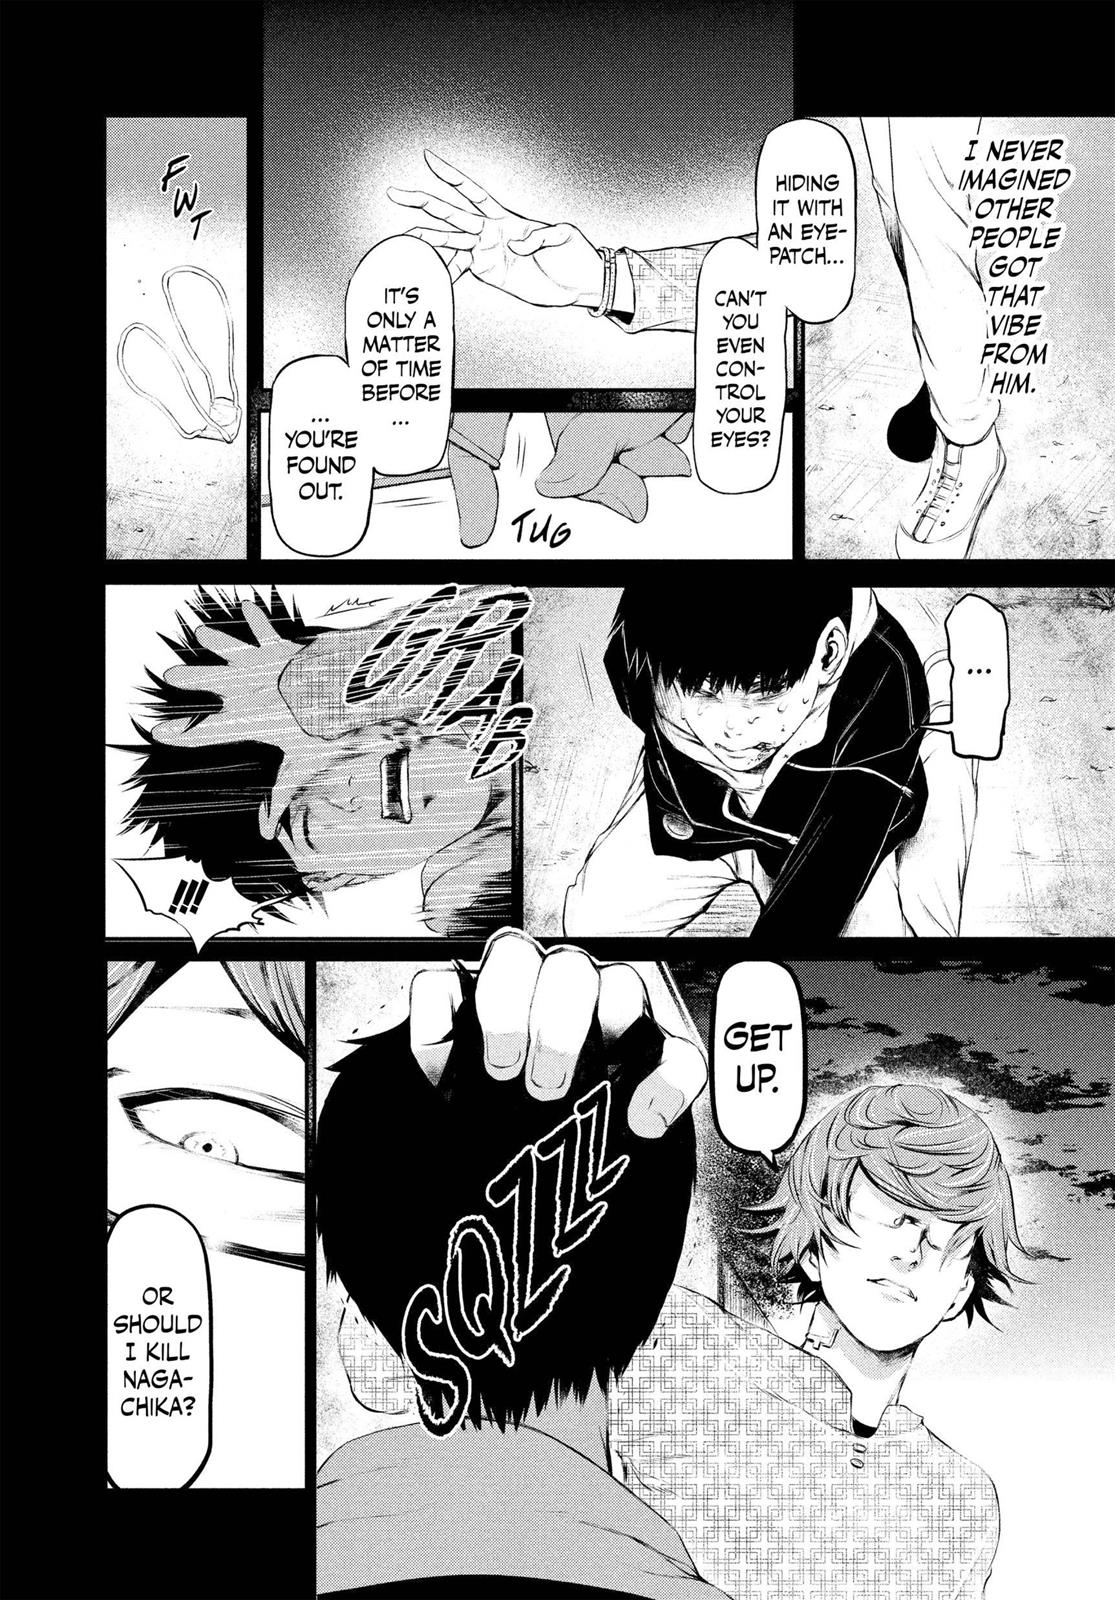 I NEVER
IMAGINED
OTHER
PEOPLE
GOT
THAT
VIBE
FROM
HIM.
HIDING
IT WITH
AN EYE-
PATCH...
CAN'T
YOU
EVEN
CON-
TROL
YOUR
EYES?
TUG
IT'S
ONLY A
MATTER
OF TIME
BEFORE
...
...
YOU'RE
FOUND
OUT.
FWT
...
GRAB
!!!
GET
UP.
SQZZZ
OR
SHOULD
I KILL
NAGA-
CHIKA?